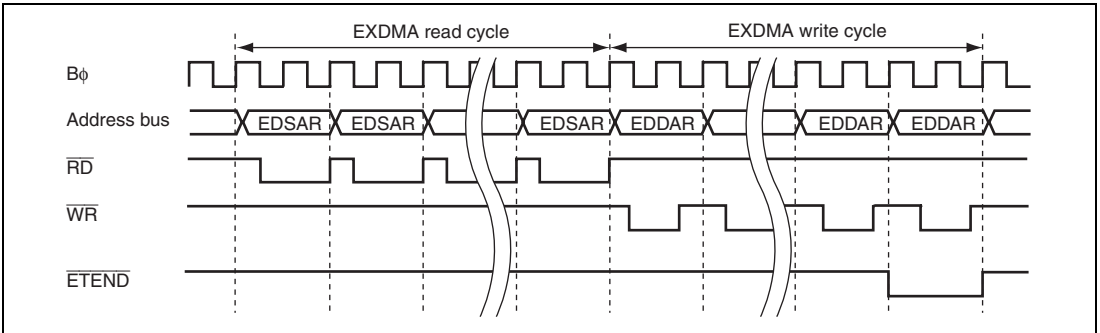 EXDMA read cycle EXDMA write cycle
Bϕ
Address bus EDSAR EDSAR EDSAR EDDAR EDDAR EDDAR
RD
WR
ETEND